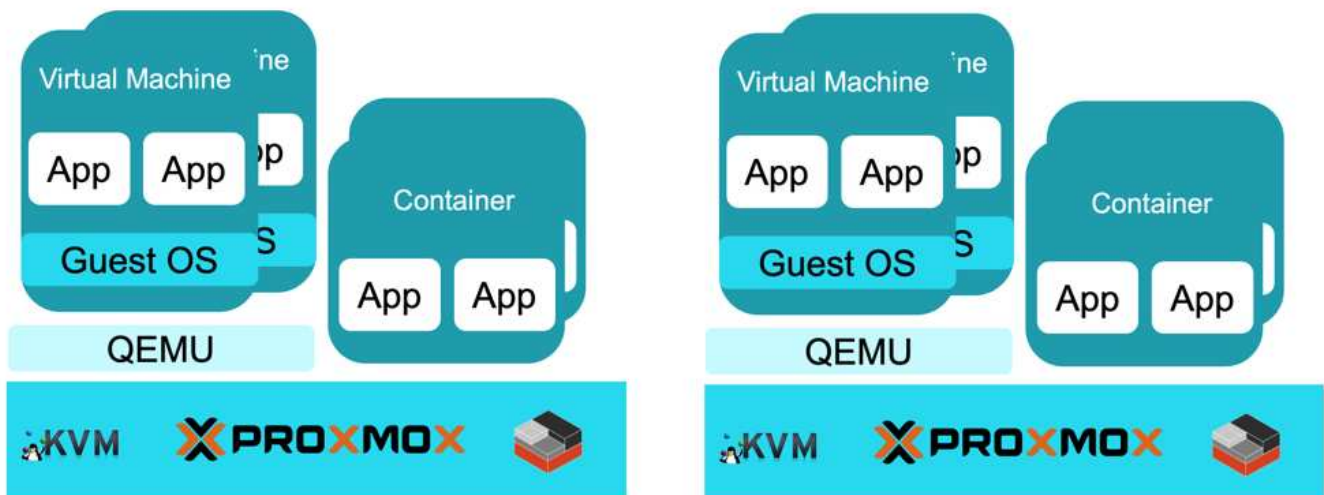 Virtual Machine
App App
Guest OS
QEMU
Container
App App
KVM PROXMOX
Virtual Machine
App App
Guest OS
QEMU
Container
App App
KVM PROXMOX